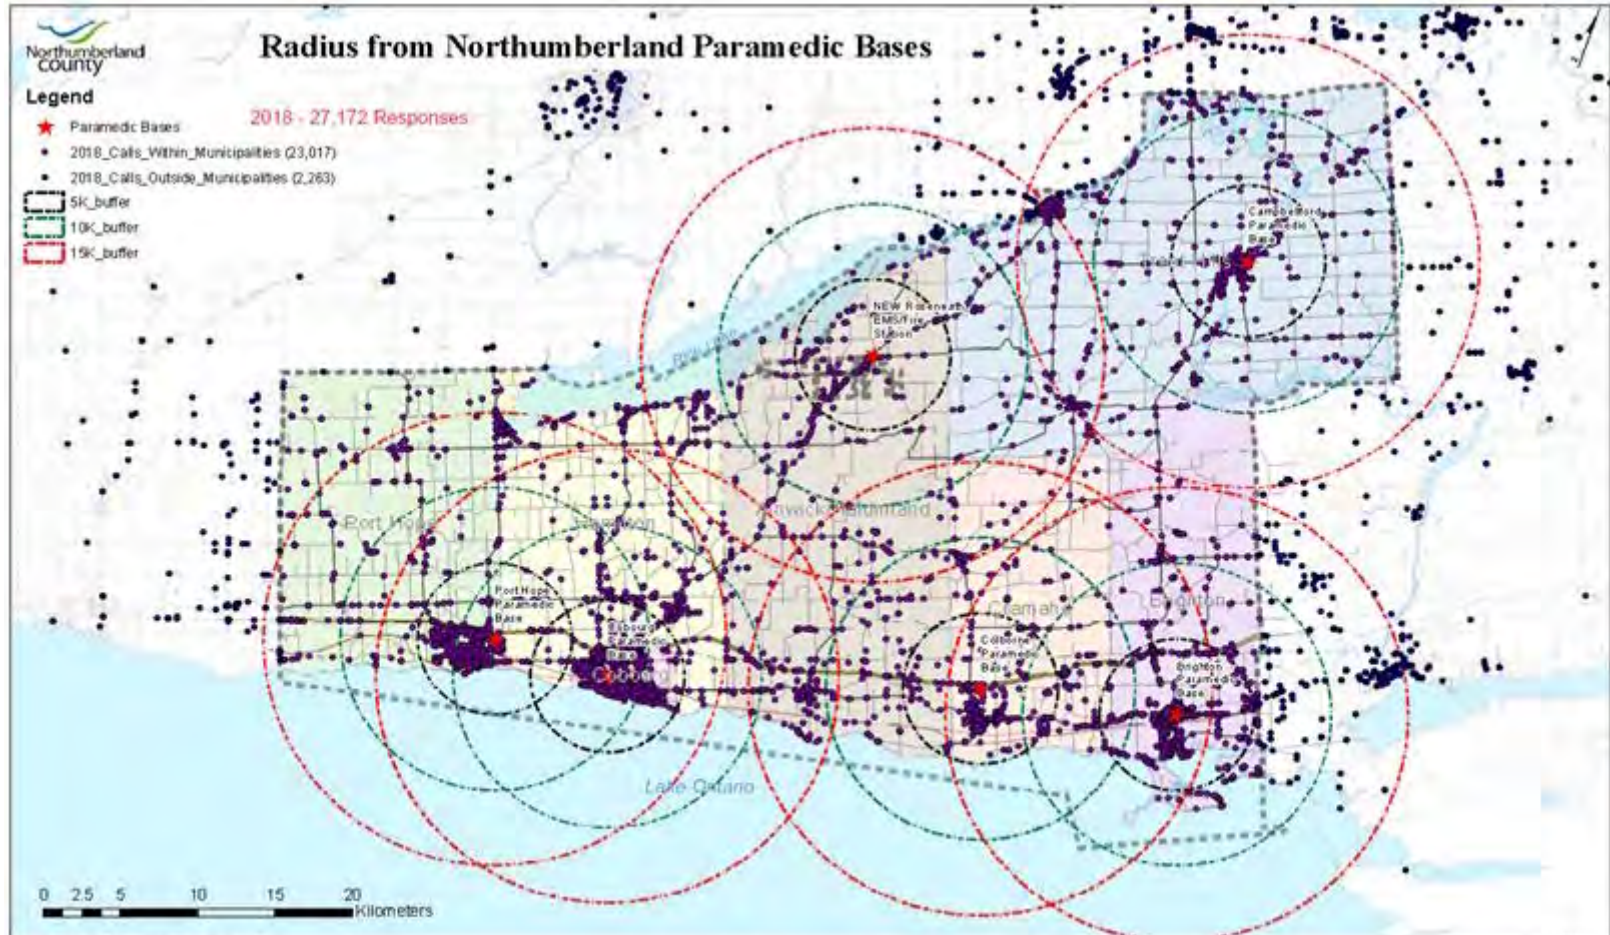 Northumberland
county
Radius from Northumberland Paramedic Bases
Legend
Paramedic Bases
2018_Calls_Within_Municipalities (23,017)
2018_Calls_Outside_Municipalities (2,263)
5K_buffer
10K_buffer
15K_buffer
2018 - 27,172 Responses
Campbellford
Paramedic
Base
NEW Roseneath
EMS/Fire
Station
Port Hope
Port Hope
Paramedic
Base
Cobourg
Paramedic
Base
Cobourg
Cramahe
Colborne
Paramedic
Base
Brighton
Brighton
Paramedic
Base
Lake Ontario
0 2.5 5 10 15 20
Kilometers